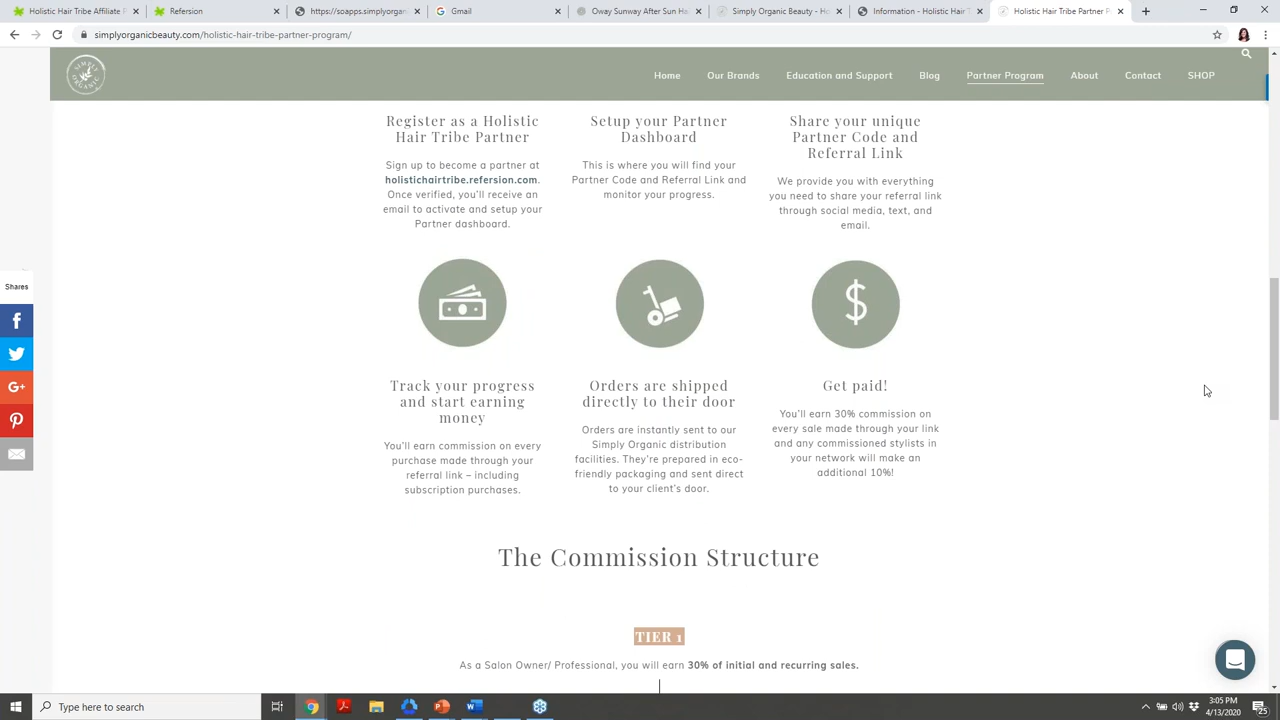 Holistic Hair Tribe Affiliate P
Refersion
https://soapps.simplyorgan
Gmail
Oway Sunway After Sun Ha
Simply Organic Beauty - Ho
Refersion
Holistic Hair T
Holistic Hair Tribe Partner P
simplyorganicbeauty.com/holistic-hair-tribe-partner-program/
SIMPLY ORGANIC
Home
Our Brands
Education and Support
Blog
Partner Program
About
Contact
SHOP
Register as a Holistic
Hair Tribe Partner
Sign up to become a partner at
holistichairtribe.refersion.com.
Once verified, you'll receive an
email to activate and setup your
Partner dashboard.
Setup your Partner
Dashboard
This is where you will find your
Partner Code and Referral Link and
monitor your progress.
Share your unique
Partner Code and
Referral Link
We provide you with everything
you need to share your referral link
through social media, text, and
email.
Shares
Track your progress
and start earning
money
You'll earn commission on every
purchase made through your
referral link – including
subscription purchases.
Orders are shipped
directly to their door
Orders are instantly sent to our
Simply Organic distribution
facilities. They're prepared in eco-
friendly packaging and sent direct
to your client's door.
Get paid!
You'll earn 30% commission on
every sale made through your link
and any commissioned stylists in
your network will make an
additional 10%!
The Commission Structure
TIER 1
As a Salon Owner/ Professional, you will earn 30% of initial and recurring sales.
Type here to search
3:05 PM
4/13/2020
25